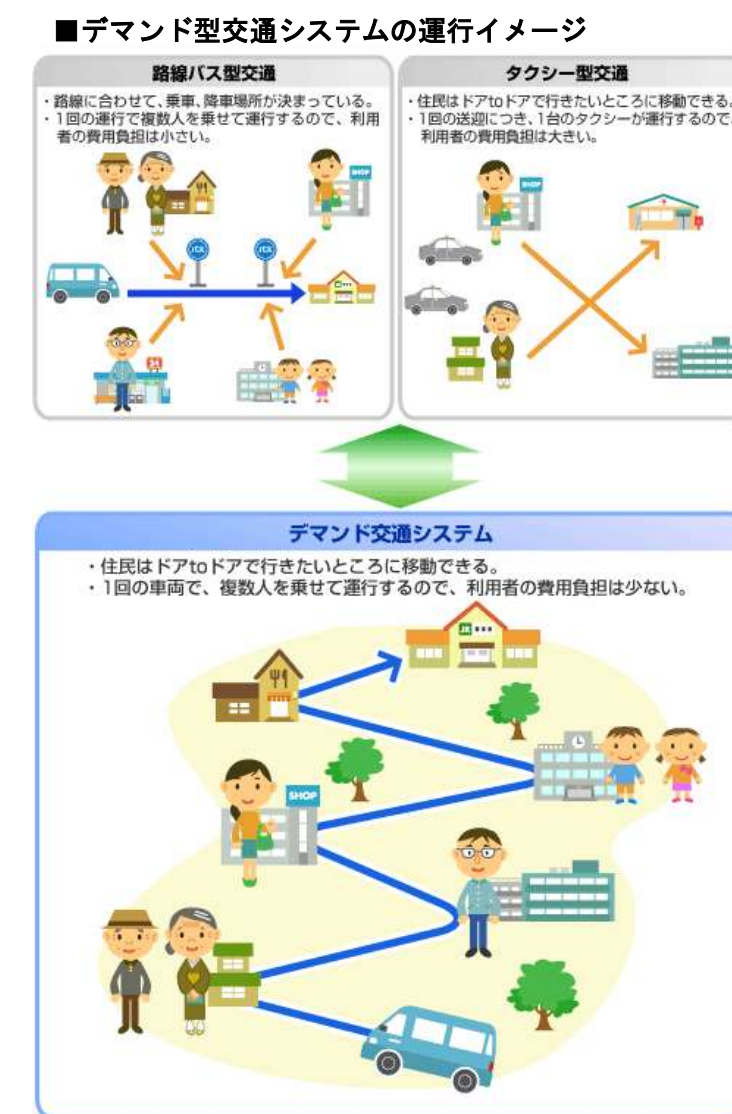 ■デマンド型交通システムの運行イメージ
路線バス型交通
・路線に合わせて、乗車、降車場所が決まっている。
・1回の運行で複数人を乗せて運行するので、利用
者の費用負担は小さい。
SHOP
タクシー型交通
・住民はドアtoドアで行きたいところに移動できる。
・1回の送迎につき、1台のタクシーが運行するので、
利用者の費用負担は大きい。
SHOP
デマンド交通システム
・住民はドアtoドアで行きたいところに移動できる。
・1回の車両で、複数人を乗せて運行するので、利用者の費用負担は少ない。
JR
SHOP